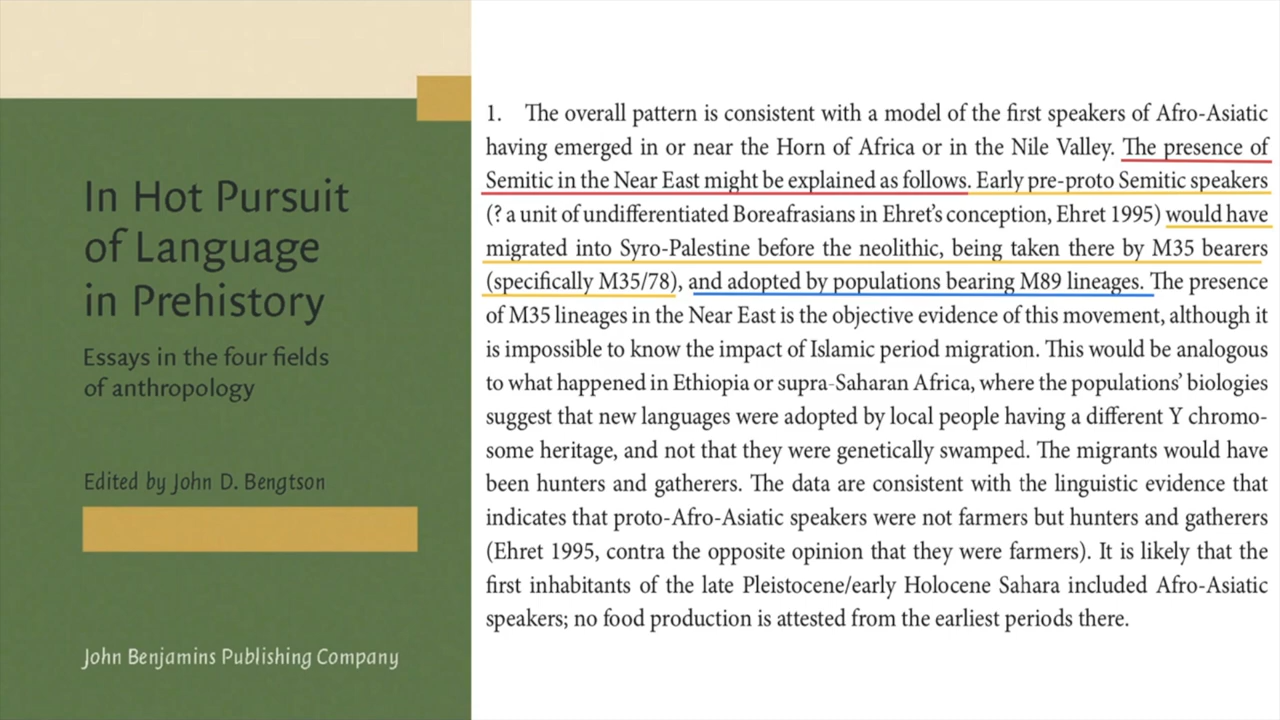 In Hot Pursuit
of Language
in Prehistory
Essays in the four fields
of anthropology
Edited by John D. Bengtson
John Benjamins Publishing Company
1. The overall pattern is consistent with a model of the first speakers of Afro-Asiatic
having emerged in or near the Horn of Africa or in the Nile Valley. The presence of
Semitic in the Near East might be explained as follows. Early pre-proto Semitic speakers
(? a unit of undifferentiated Boreafrasians in Ehret's conception, Ehret 1995) would have
migrated into Syro-Palestine before the neolithic, being taken there by M35 bearers
(specifically M35/78), and adopted by populations bearing M89 lineages. The presence
of M35 lineages in the Near East is the objective evidence of this movement, although it
is impossible to know the impact of Islamic period migration. This would be analogous
to what happened in Ethiopia or supra-Saharan Africa, where the populations' biologies
suggest that new languages were adopted by local people having a different Y chromo-
some heritage, and not that they were genetically swamped. The migrants would have
been hunters and gatherers. The data are consistent with the linguistic evidence that
indicates that proto-Afro-Asiatic speakers were not farmers but hunters and gatherers
(Ehret 1995, contra the opposite opinion that they were farmers). It is likely that the
first inhabitants of the late Pleistocene/early Holocene Sahara included Afro-Asiatic
speakers; no food production is attested from the earliest periods there.